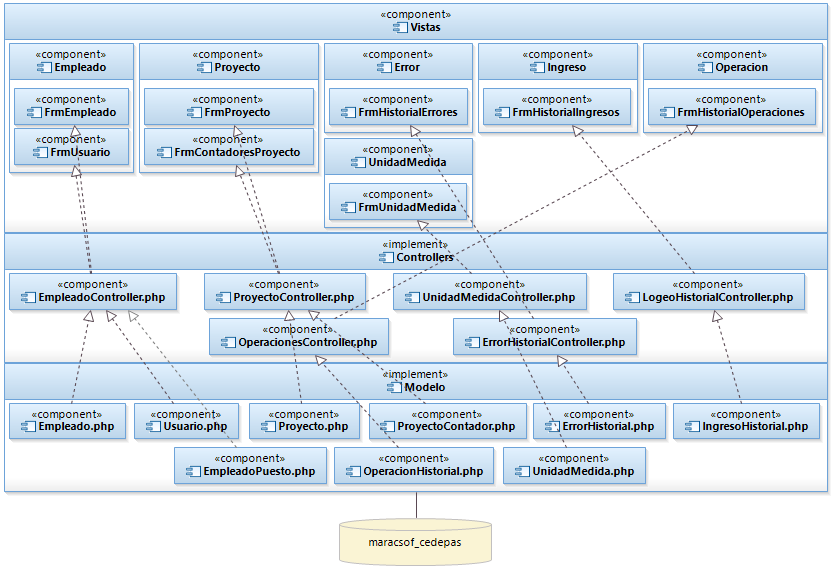 «component»
Vistas
«component»
Empleado
«component»
Proyecto
«component»
Error
«component»
Ingreso
«component»
Operacion
«component»
FrmEmpleado
«component»
FrmProyecto
«component»
FrmHistorialErrores
«component»
FrmHistorialIngresos
«component»
FrmHistorialOperaciones
«component»
FrmUsuario
«component»
FrmContadoresProyecto
«component»
UnidadMedida
«component»
FrmUnidadMedida
«implement»
Controllers
«component»
EmpleadoController.php
«component»
ProyectoController.php
«component»
UnidadMedidaController.php
«component»
LogeoHistorialController.php
«component»
OperacionesController.php
«component»
ErrorHistorialController.php
«implement»
Modelo
«component»
Empleado.php
«component»
Usuario.php
«component»
Proyecto.php
«component»
ProyectoContador.php
«component»
ErrorHistorial.php
«component»
IngresoHistorial.php
«component»
EmpleadoPuesto.php
«component»
OperacionHistorial.php
«component»
UnidadMedida.php
maracsof_cedepas